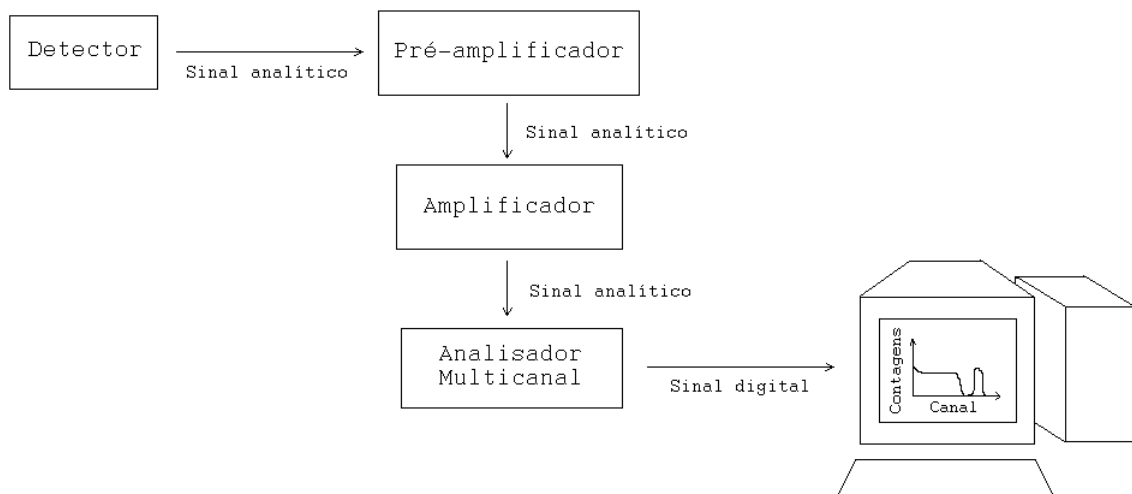 Detector
Sinal analítico
Pré-amplificador
Sinal analítico
Amplificador
Sinal analítico
Analisador
Multicanal
Sinal digital
Contagens
Canal